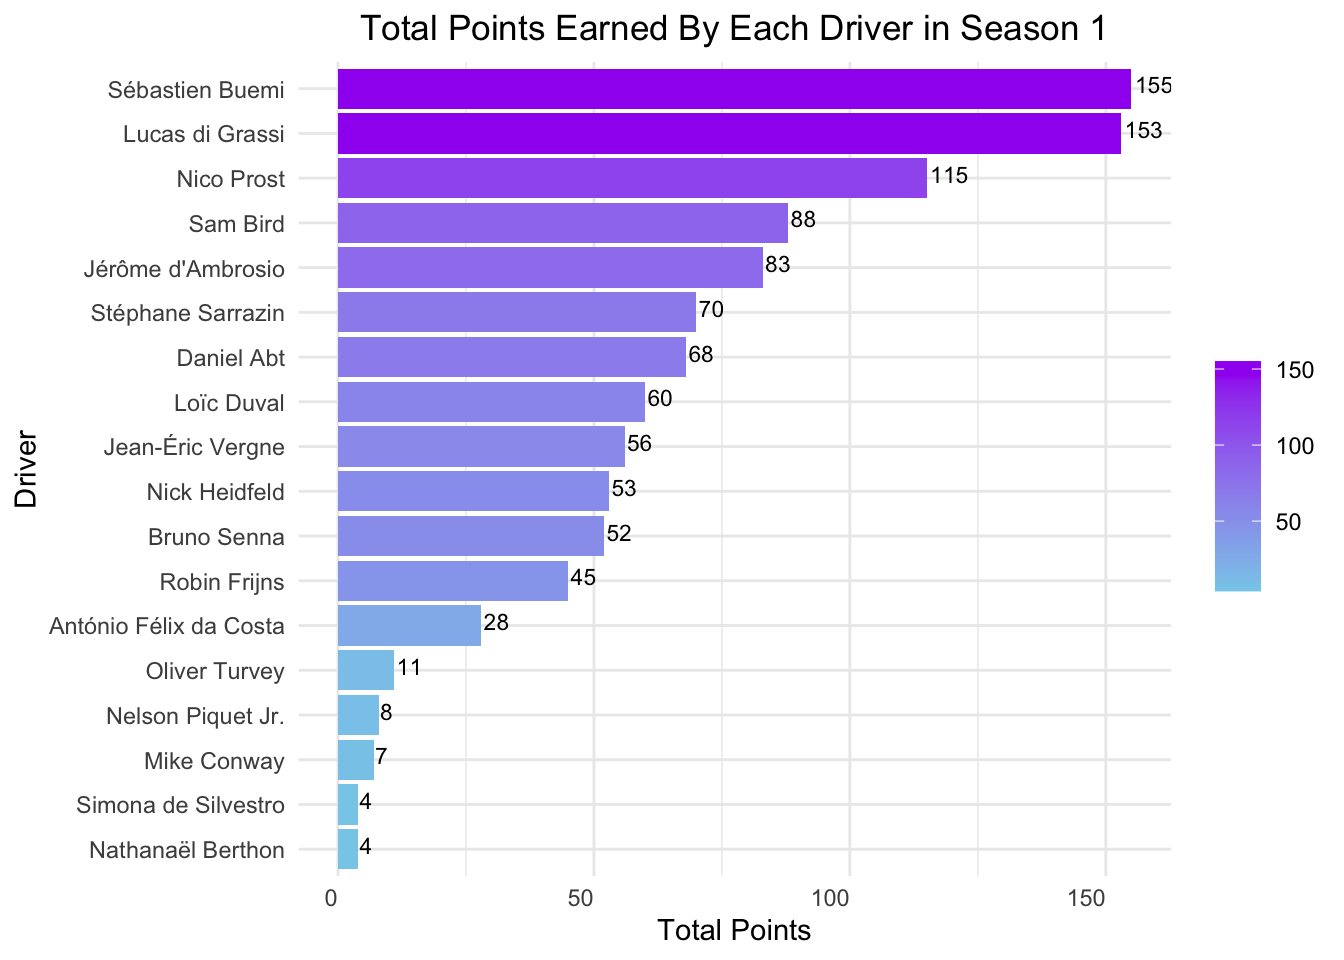 Total Points Earned By Each Driver in Season 1
Sébastien Buemi 155
Lucas di Grassi 153
Nico Prost 115
Sam Bird 88
Jérôme d'Ambrosio 83
Stéphane Sarrazin 70
Daniel Abt 68
Loïc Duval 60
Jean-Éric Vergne 56
Nick Heidfeld 53
Bruno Senna 52
Robin Frijns 45
António Félix da Costa 28
Oliver Turvey 11
Nelson Piquet Jr. 8
Mike Conway 7
Simona de Silvestro 4
Nathanaël Berthon 4
Driver
0 50 100 150
Total Points
150
100
50